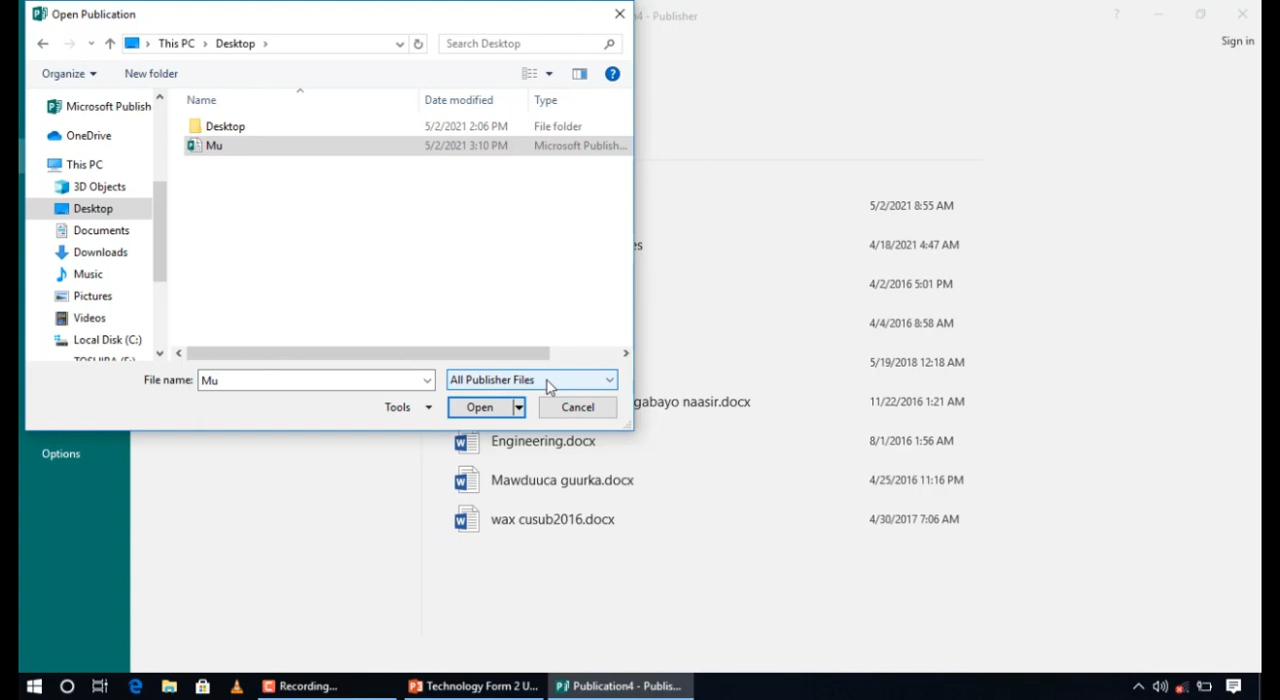 Open Publication
n4 - Publisher
Sign in
This PC > Desktop >
Search Desktop
Organize
New folder
Name
Date modified
Type
Microsoft Publish
OneDrive
This PC
3D Objects
Desktop
Documents
Downloads
Music
Pictures
Videos
Local Disk (C:)
Desktop 5/2/2021 2:06 PM File folder
Mu 5/2/2021 3:10 PM Microsoft Publish...
File name: Mu
All Publisher Files
Tools
Open
Cancel
5/2/2021 8:55 AM
es 4/18/2021 4:47 AM
4/2/2016 5:01 PM
4/4/2016 8:58 AM
5/19/2018 12:18 AM
gabayo naasir.docx 11/22/2016 1:21 AM
Engineering.docx 8/1/2016 1:56 AM
Mawduuca guurka.docx 4/25/2016 11:16 PM
wax cusub2016.docx 4/30/2017 7:06 AM
Options
Recording...
Technology Form 2 U...
Publication4 - Publis...